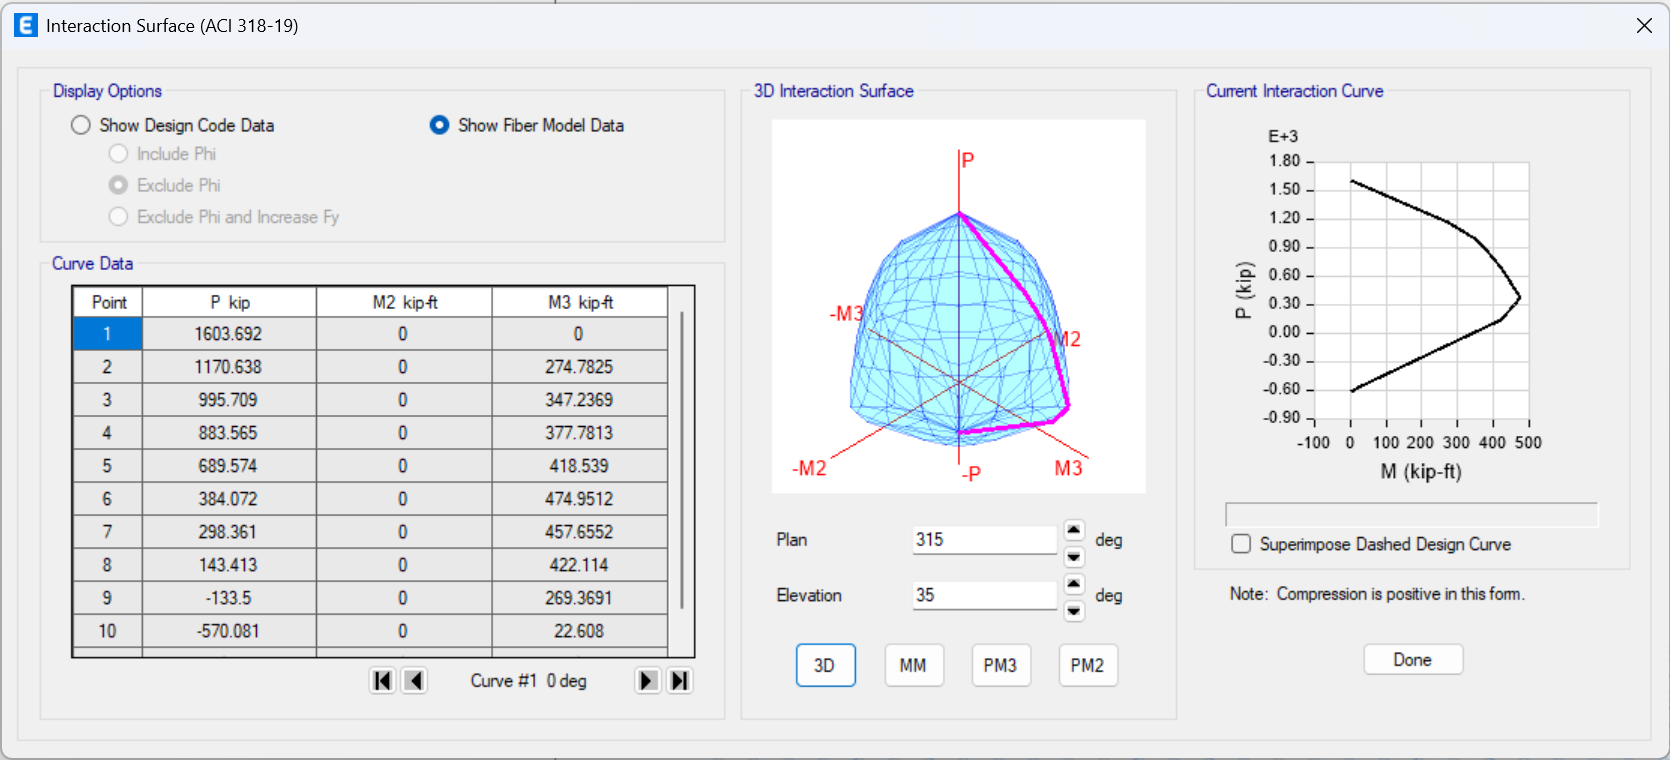 Interaction Surface (ACI 318-19)
Display Options
Show Design Code Data
Show Fiber Model Data
Include Phi
Exclude Phi
Exclude Phi and Increase Fy
Curve Data
Point P kip M2 kip-ft M3 kip-ft
1 1603.692 0 0
2 1170.638 0 274.7825
3 995.709 0 347.2369
4 883.565 0 377.7813
5 689.574 0 418.539
6 384.072 0 474.9512
7 298.361 0 457.6552
8 143.413 0 422.114
9 -133.5 0 269.3691
10 -570.081 0 22.608
Curve #1 0 deg
3D Interaction Surface
P
-M3
M2
-M2
-P
M3
Plan 315 deg
Elevation 35 deg
3D MM PM3 PM2
Current Interaction Curve
E+3
1.80
1.50
1.20
0.90
0.60
0.30
0.00
-0.30
-0.60
-0.90
P (kip)
-100 0 100 200 300 400 500
M (kip-ft)
Superimpose Dashed Design Curve
Note: Compression is positive in this form.
Done